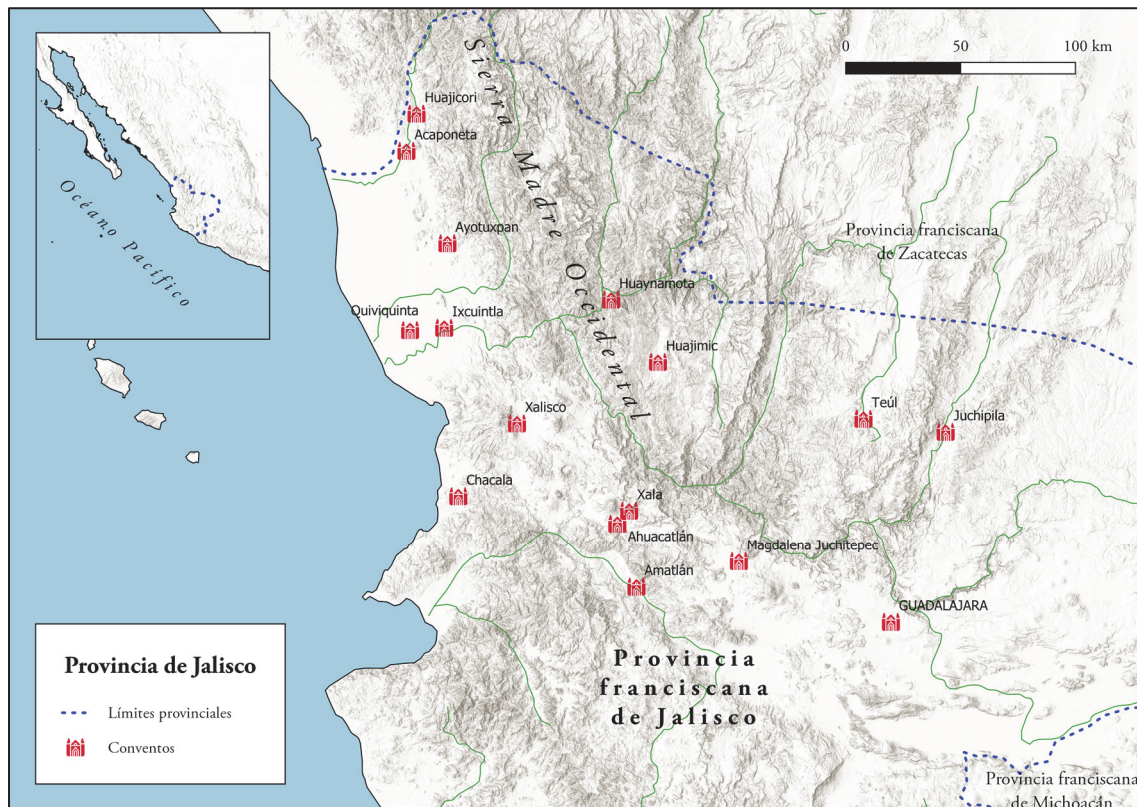 0 50 100 km
Sierra Madre Occidental
Huajicori
Acaponeta
Océano Pacífico
Ayotuxpan
Provincia franciscana
de Zacatecas
Huaynamota
Quiviquinta
Ixcuintla
Huajimic
Teúl
Xalisco
Juchipila
Chacala
Xala
Ahuacatlán
Magdalena Juchitepec
Amatlán
GUADALAJARA
Provincia
franciscana
de Jalisco
Provincia de Jalisco
Límites provinciales
Conventos
Provincia franciscana
de Michoacán